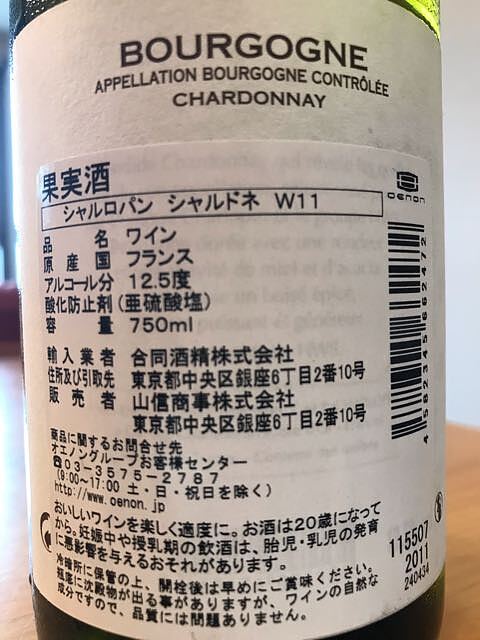 BOURGOGNE
APPELLATION BOURGOGNE CONTRÔLÉE
CHARDONNAY
果実酒
oenon
シャルロパン シャルドネ W11
品名 ワイン
原産国 フランス
アルコール分 12.5度
酸化防止剤(亜硫酸塩)
容量 750ml
輸入業者 合同酒精株式会社
住所及び引取先 東京都中央区銀座6丁目2番10号
販売者 山信商事株式会社
東京都中央区銀座6丁目2番10号
4 582345 662472
商品に関するお問合せ先
オエノングループお客様センター
☎03-3575-2787
(9:00~17:00 土・日・祝日を除く)
http://www.oenon.jp
おいしいワインを楽しく適度に。お酒は20歳になって
から。妊娠中や授乳期の飲酒は、胎児・乳児の発育
に悪影響を与えるおそれがあります。
冷暗所に保管の上、開栓後は早めにご賞味ください。
瓶底に沈殿物が出る事がありますが、ワインの自然な
成分ですので、品質には問題ありません。
115507
2011
240434